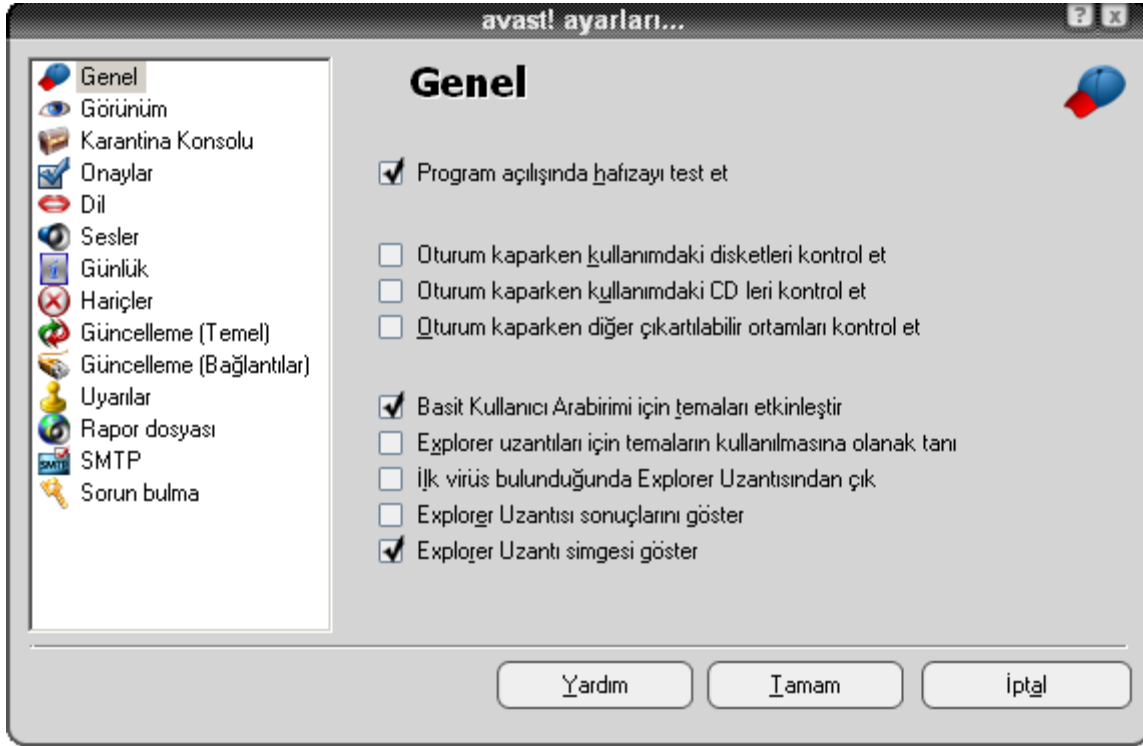 avast! ayarları...
Genel
Görünüm
Karantina Konsolu
Onaylar
Dil
Sesler
Günlük
Hariçler
Güncelleme (Temel)
Güncelleme (Bağlantılar)
Uyarılar
Rapor dosyası
SMTP
Sorun bulma
Genel
Program açılışında hafızayı test et
Oturum kaparken kullanımdaki disketleri kontrol et
Oturum kaparken kullanımdaki CD leri kontrol et
Oturum kaparken diğer çıkartılabilir ortamları kontrol et
Basit Kullanıcı Arabirimi için temaları etkinleştir
Explorer uzantıları için temaların kullanılmasına olanak tanı
İlk virüs bulunduğunda Explorer Uzantısından çık
Explorer Uzantısı sonuçlarını göster
Explorer Uzantı simgesi göster
Yardım
Tamam
İptal